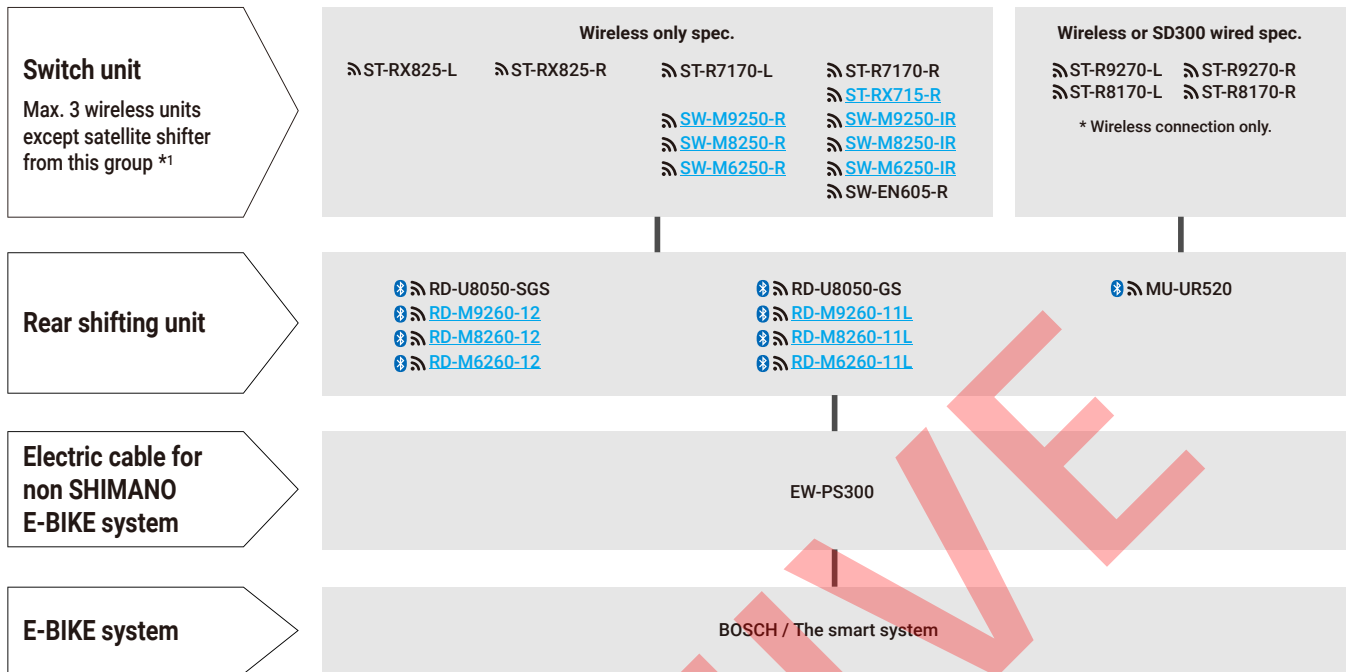 Switch unit
Max. 3 wireless units
except satellite shifter
from this group *1
Wireless only spec.
ST-RX825-L ST-RX825-R ST-R7170-L ST-R7170-R
ST-RX715-R
SW-M9250-R SW-M9250-IR
SW-M8250-R SW-M8250-IR
SW-M6250-R SW-M6250-IR
SW-EN605-R
Wireless or SD300 wired spec.
ST-R9270-L ST-R9270-R
ST-R8170-L ST-R8170-R
* Wireless connection only.
Rear shifting unit
RD-U8050-SGS RD-U8050-GS MU-UR520
RD-M9260-12 RD-M9260-11L
RD-M8260-12 RD-M8260-11L
RD-M6260-12 RD-M6260-11L
Electric cable for
non SHIMANO
E-BIKE system
EW-PS300
E-BIKE system
BOSCH / The smart system